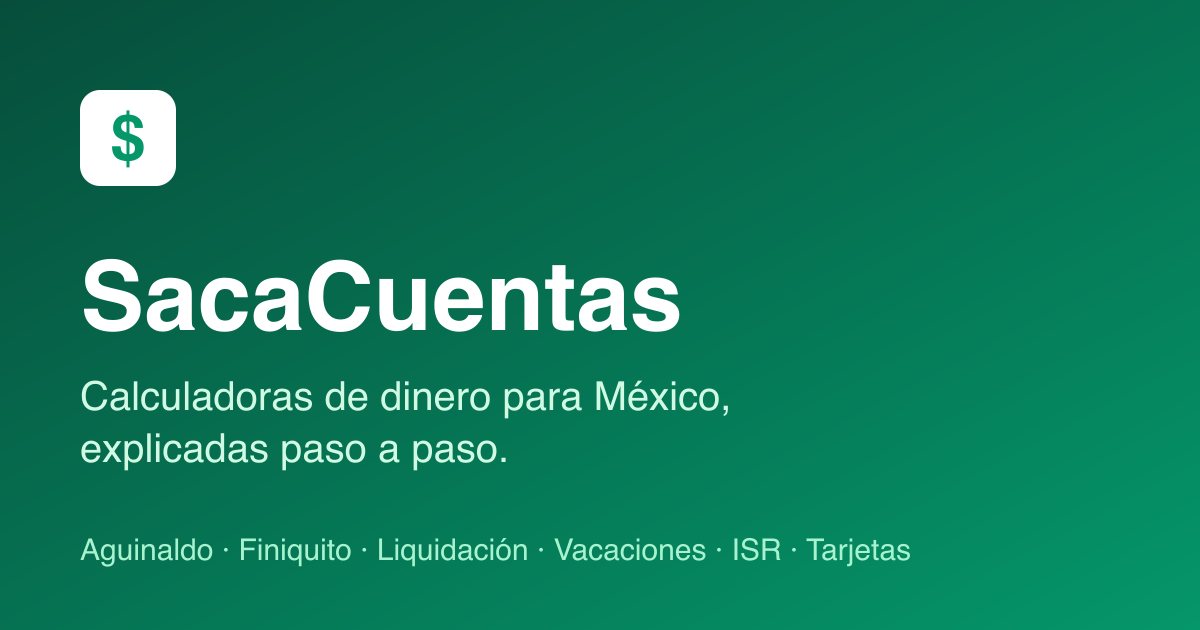 $
SacaCuentas
Calculadoras de dinero para México,
explicadas paso a paso.
Aguinaldo · Finiquito · Liquidación · Vacaciones · ISR · Tarjetas